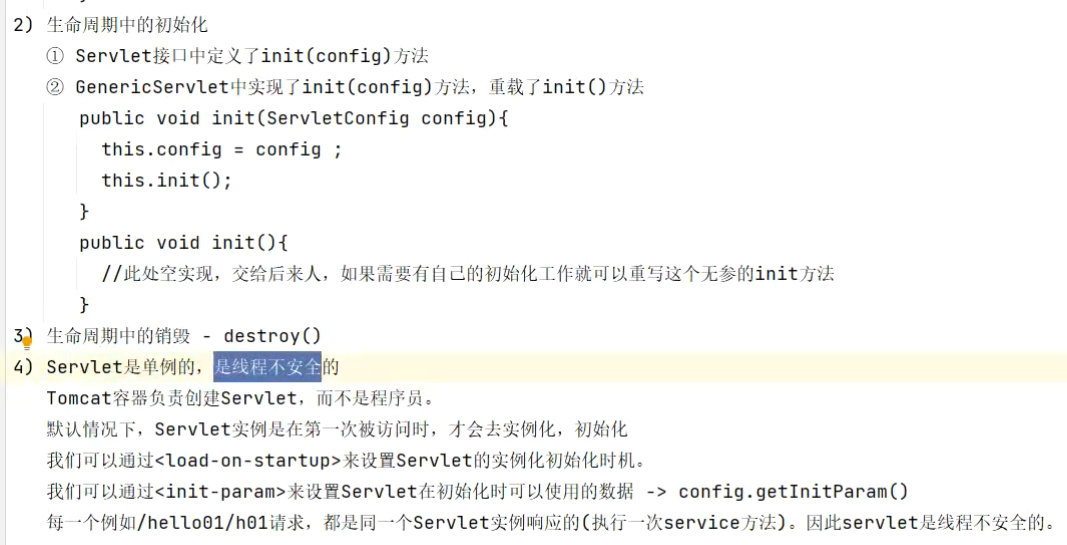 2) 生命周期中的初始化
① Servlet接口中定义了init(config)方法
② GenericServlet中实现了init(config)方法，重载了init()方法
public void init(ServletConfig config){
this.config = config ;
this.init();
}
public void init(){
//此处空实现，交给后来人，如果需要有自己的初始化工作就可以重写这个无参的init方法
}
3) 生命周期中的销毁 - destroy()
4) Servlet是单例的，是线程不安全的
Tomcat容器负责创建Servlet，而不是程序员。
默认情况下，Servlet实例是在第一次被访问时，才会去实例化，初始化
我们可以通过<load-on-startup>来设置Servlet的实例化初始化时机。
我们可以通过<init-param>来设置Servlet在初始化时可以使用的数据 -> config.getInitParam()
每一个例如/hello01/h01请求，都是同一个Servlet实例响应的(执行一次service方法)。因此servlet是线程不安全的。